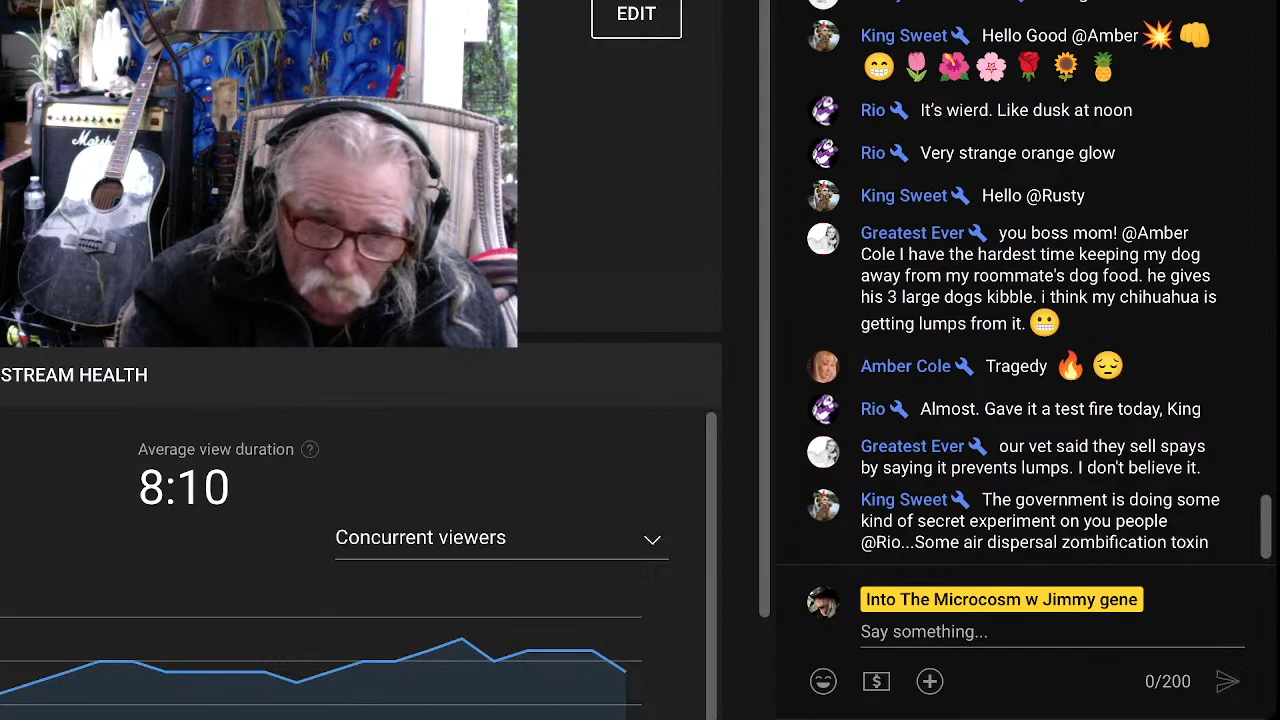 EDIT
Marshall
STREAM HEALTH
Average view duration ?
8:10
Concurrent viewers
King Sweet Hello Good @Amber
Rio It’s wierd. Like dusk at noon
Rio Very strange orange glow
King Sweet Hello @Rusty
Greatest Ever you boss mom! @Amber
Cole I have the hardest time keeping my dog
away from my roommate's dog food. he gives
his 3 large dogs kibble. i think my chihuahua is
getting lumps from it.
Amber Cole Tragedy
Rio Almost. Gave it a test fire today, King
Greatest Ever our vet said they sell spays
by saying it prevents lumps. I don't believe it.
King Sweet The government is doing some
kind of secret experiment on you people
@Rio...Some air dispersal zombification toxin
Into The Microcosm w Jimmy gene
Say something...
$
0/200